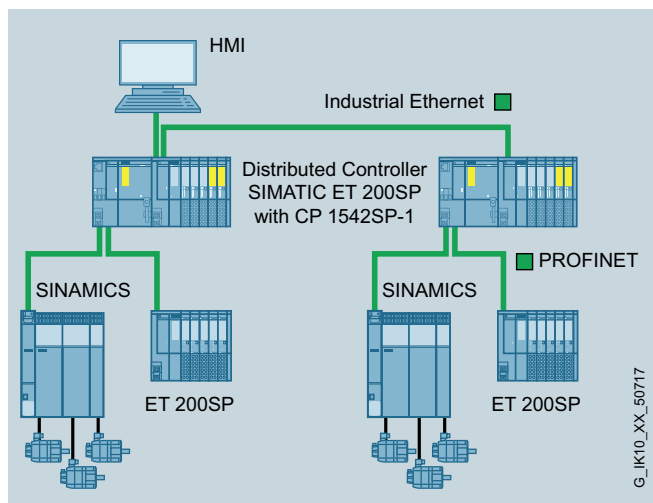 HMI
Industrial Ethernet
Distributed Controller
SIMATIC ET 200SP
with CP 1542SP-1
PROFINET
SINAMICS
SINAMICS
ET 200SP
ET 200SP
G_IK10_XX_50717